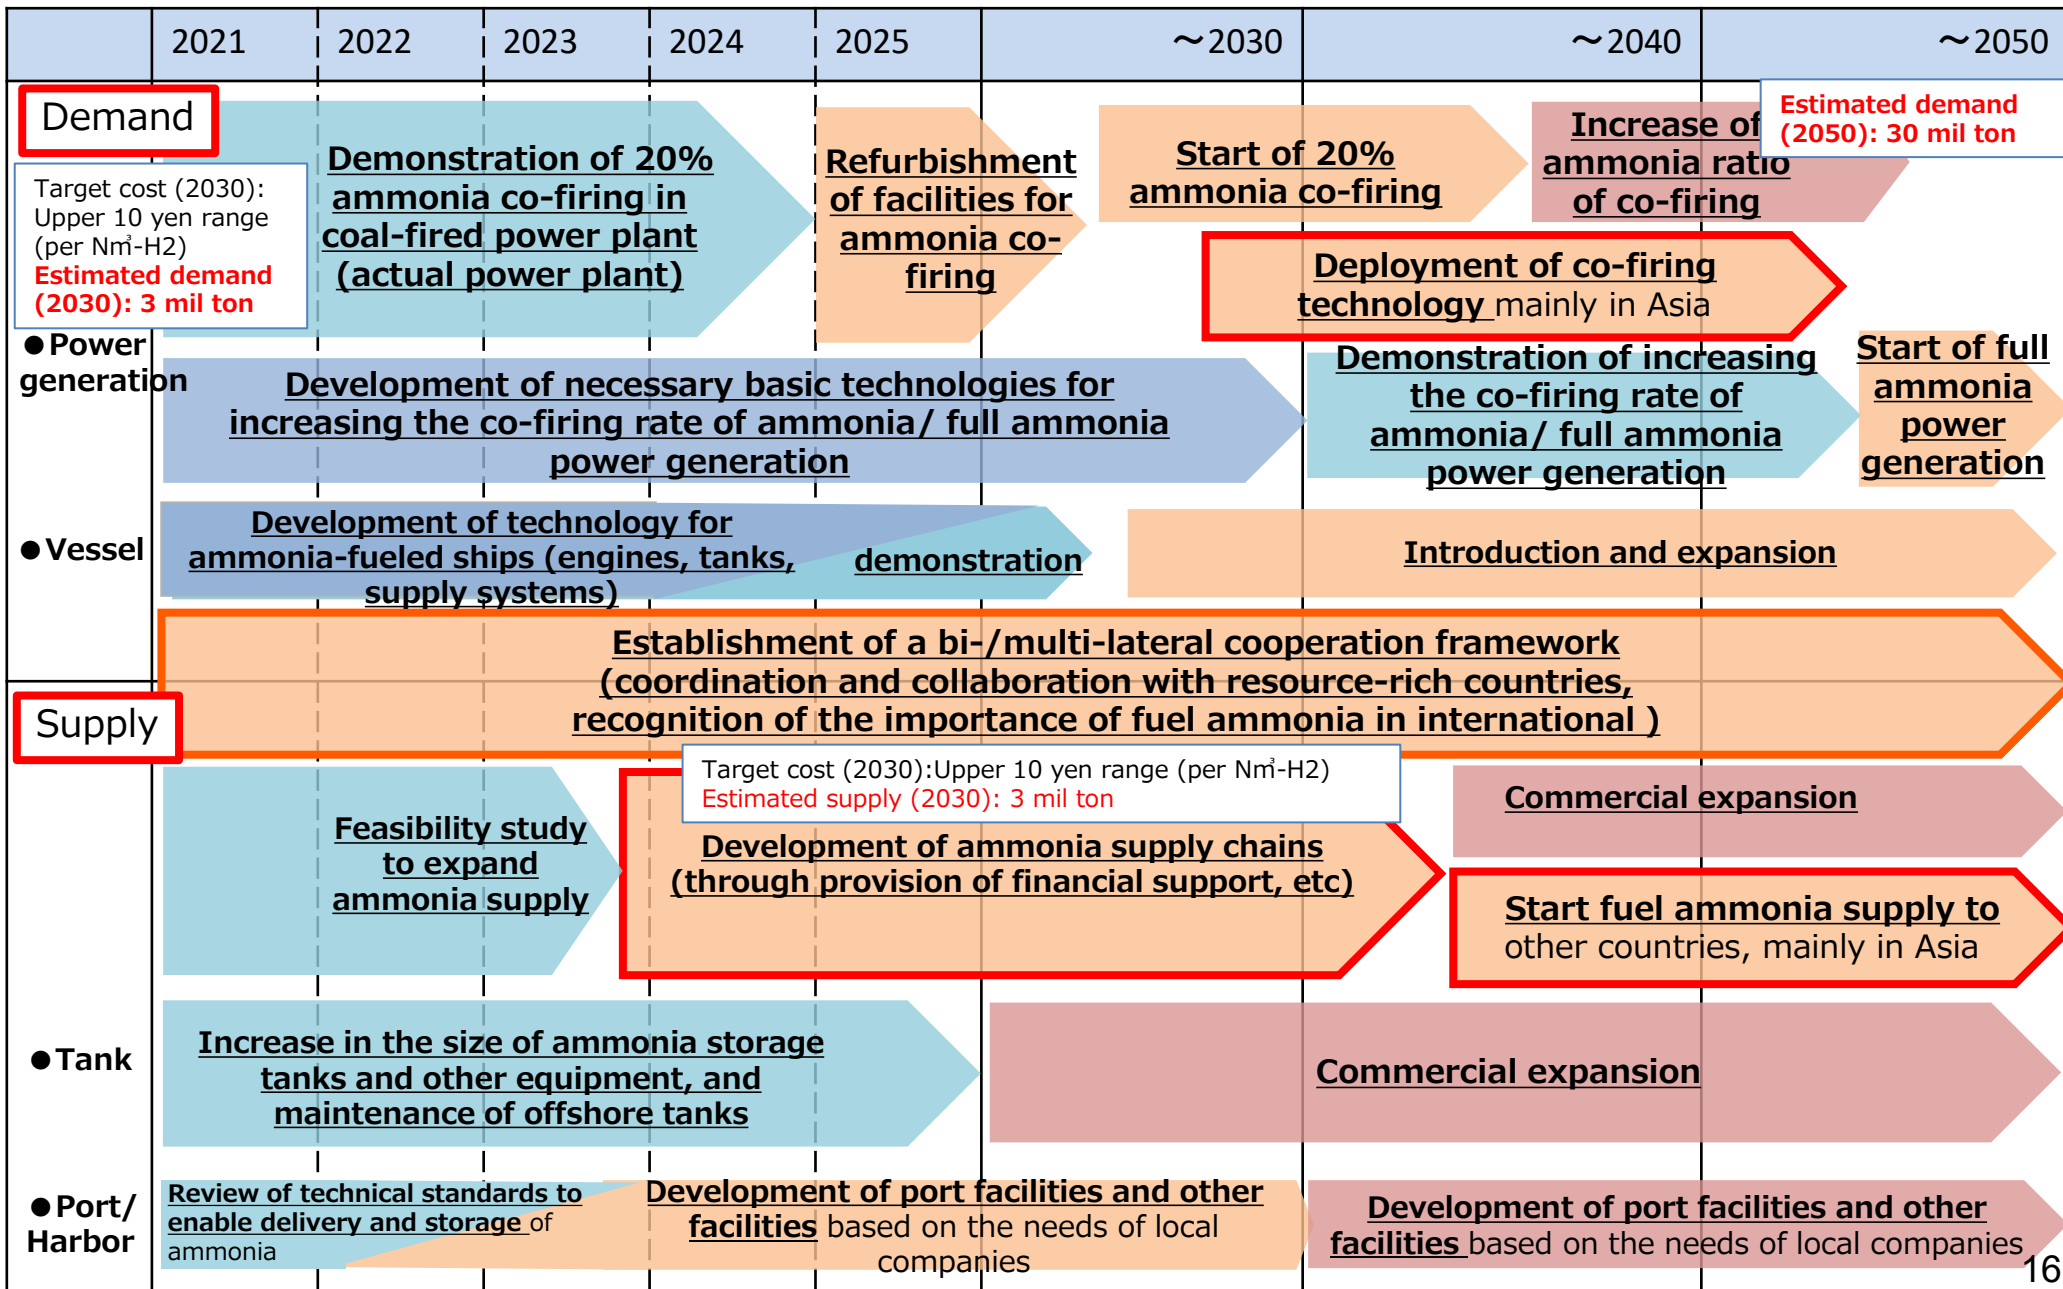 2021
2022
2023
2024
2025
～2030
～2040
～2050
Demand
Target cost (2030):
Upper 10 yen range
(per Nm³-H2)
Estimated demand
(2030): 3 mil ton
●Power
generation
Demonstration of 20%
ammonia co-firing in
coal-fired power plant
(actual power plant)
Refurbishment
of facilities for
ammonia co-
firing
Start of 20%
ammonia co-firing
Increase of
ammonia ratio
of co-firing
Estimated demand
(2050): 30 mil ton
Deployment of co-firing
technology mainly in Asia
Development of necessary basic technologies for
increasing the co-firing rate of ammonia/ full ammonia
power generation
Demonstration of increasing
the co-firing rate of
ammonia/ full ammonia
power generation
Start of full
ammonia
power
generation
●Vessel
Development of technology for
ammonia-fueled ships (engines, tanks,
supply systems)
demonstration
Introduction and expansion
Establishment of a bi-/multi-lateral cooperation framework
(coordination and collaboration with resource-rich countries,
recognition of the importance of fuel ammonia in international )
Supply
Target cost (2030):Upper 10 yen range (per Nm³-H2)
Estimated supply (2030): 3 mil ton
Feasibility study
to expand
ammonia supply
Development of ammonia supply chains
(through provision of financial support, etc)
Commercial expansion
Start fuel ammonia supply to
other countries, mainly in Asia
●Tank
Increase in the size of ammonia storage
tanks and other equipment, and
maintenance of offshore tanks
Commercial expansion
●Port/
Harbor
Review of technical standards to
enable delivery and storage of
ammonia
Development of port facilities and other
facilities based on the needs of local
companies
Development of port facilities and other
facilities based on the needs of local companies
16